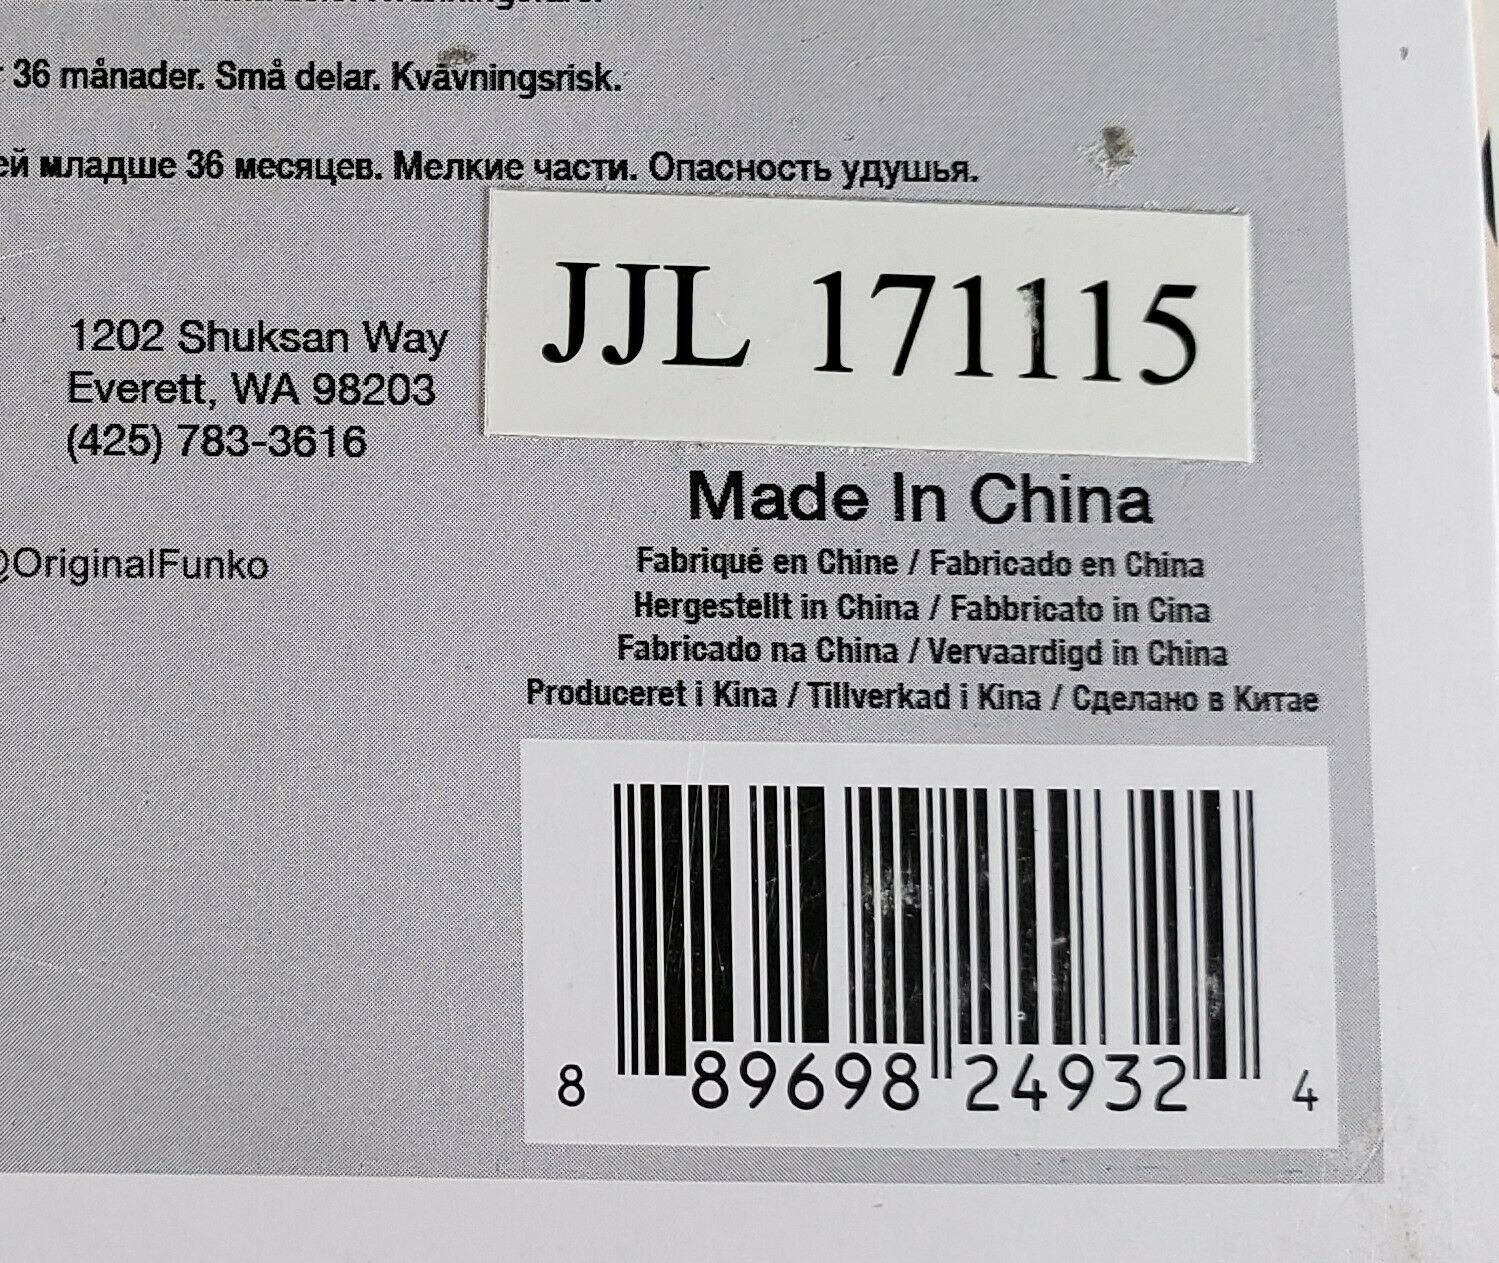 36 månader. Små delar. Kvävningsrisk.
младше 36 месяцев. Мелкие части. Опасность удушья.
JJL 171115
1202 Shuksan Way
Everett, WA 98203
(425) 783-3616
Made In China
@OriginalFunko
Fabriqué en Chine / Fabricado en China
Hergestellt in China / Fabbricato in Cina
Fabricado na China / Vervaardigd in China
Produceret i Kina / Tillverkad i Kina / Сделано в Китае
8 89698 24932 4